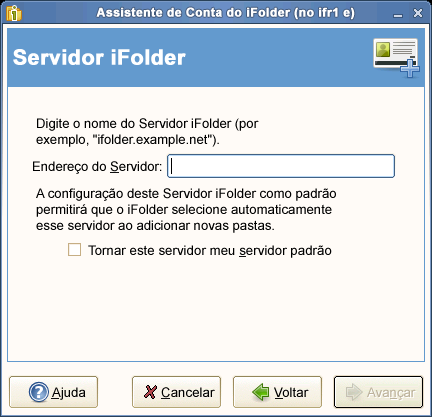 Assistente de Conta do iFolder (no ifr1 e)
Servidor iFolder
Digite o nome do Servidor iFolder (por
exemplo, "ifolder.example.net").
Endereço do Servidor:
A configuração deste Servidor iFolder como padrão
permitirá que o iFolder selecione automaticamente
esse servidor ao adicionar novas pastas.
Tornar este servidor meu servidor padrão
Ajuda
Cancelar
Voltar
Avançar